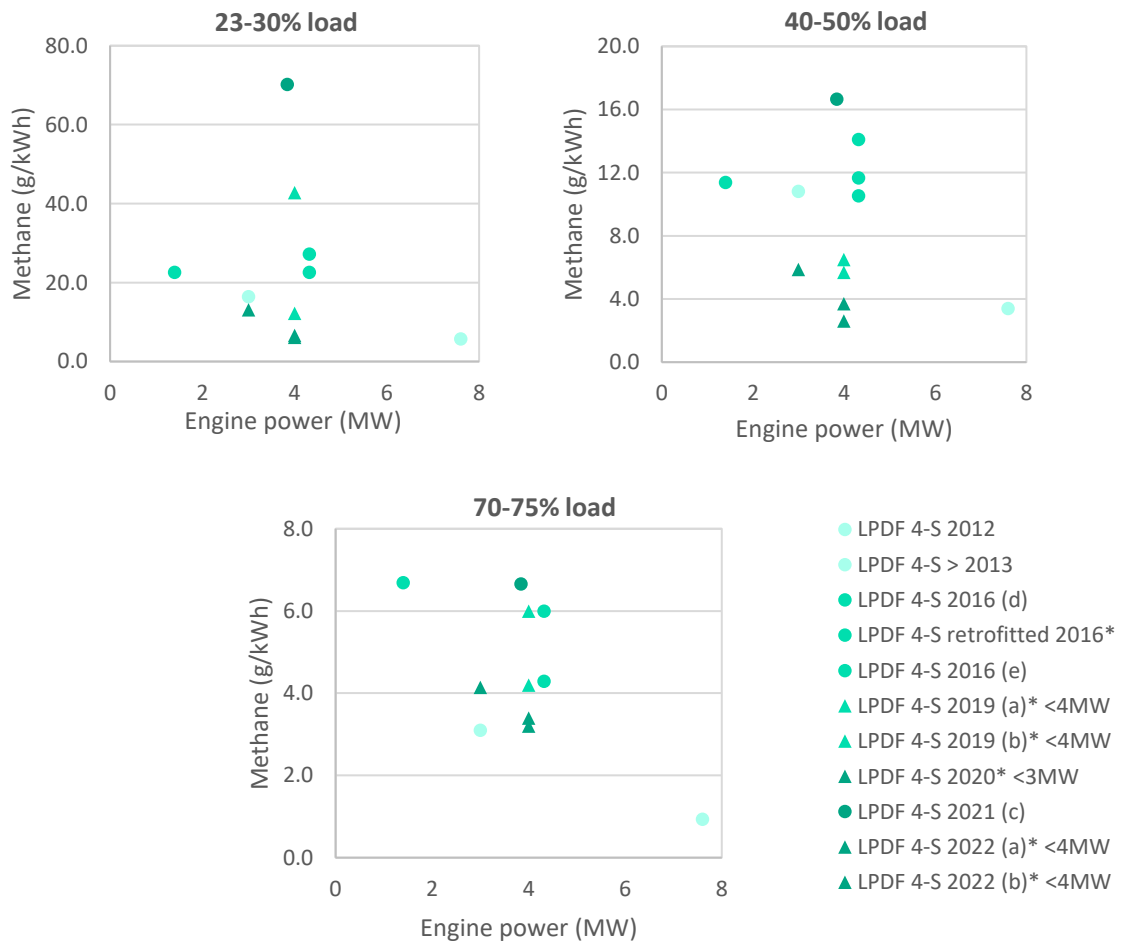 23-30% load
80.0
60.0
40.0
20.0
0.0
0 2 4 6 8
Methane (g/kWh)
Engine power (MW)
40-50% load
20.0
16.0
12.0
8.0
4.0
0.0
0 2 4 6 8
Methane (g/kWh)
Engine power (MW)
70-75% load
8.0
6.0
4.0
2.0
0.0
0 2 4 6 8
Methane (g/kWh)
Engine power (MW)
LPDF 4-S 2012
LPDF 4-S > 2013
LPDF 4-S 2016 (d)
LPDF 4-S retrofitted 2016*
LPDF 4-S 2016 (e)
LPDF 4-S 2019 (a)* <4MW
LPDF 4-S 2019 (b)* <4MW
LPDF 4-S 2020* <3MW
LPDF 4-S 2021 (c)
LPDF 4-S 2022 (a)* <4MW
LPDF 4-S 2022 (b)* <4MW